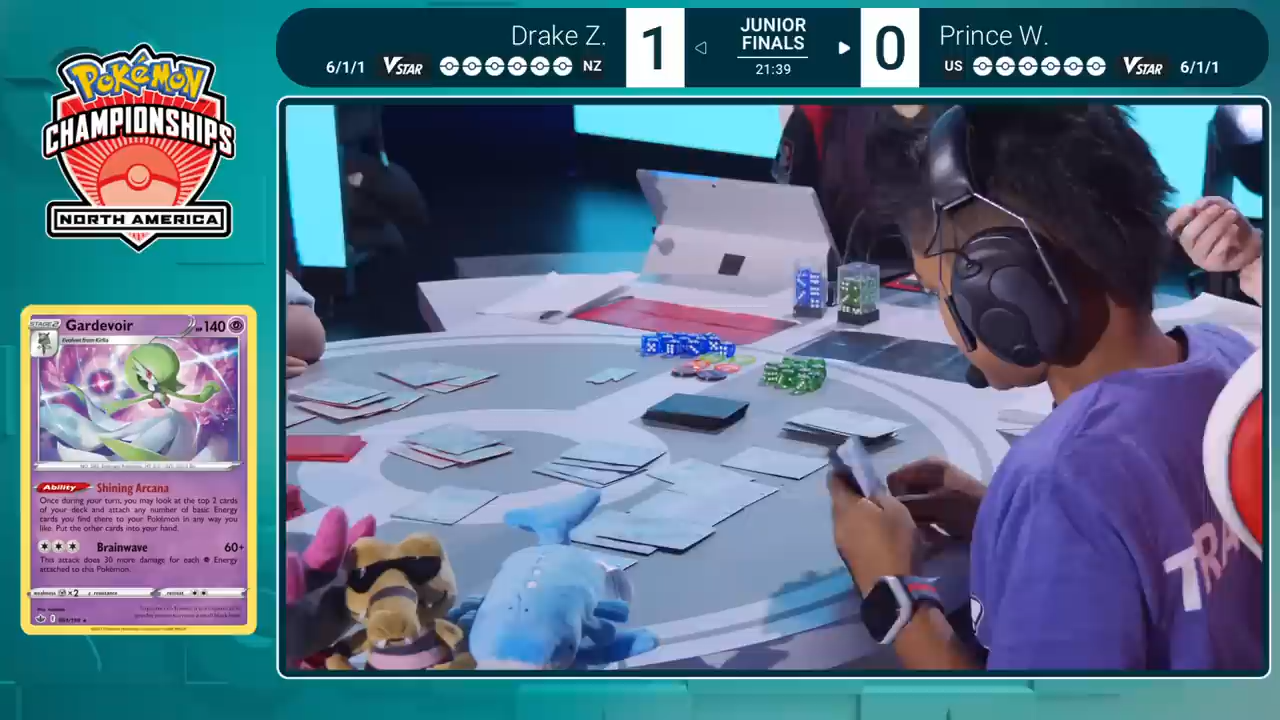 Pokémon
CHAMPIONSHIPS
NORTH AMERICA
Drake Z.
1
JUNIOR
FINALS
0
Prince W.
6/1/1
VSTAR
NZ
21:39
US
VSTAR
6/1/1
STAGE 2
Gardevoir
HP 140
Evolves from Kirlia
Ability
Shining Arcana
Once during your turn, you may look at the top 2 cards
of your deck and attach any number of basic Energy
cards you find there to your Pokémon in any way you
like. Put the other cards into your hand.
Brainwave
60+
This attack does 30 more damage for each Energy
attached to this Pokémon.
weakness
×2
resistance
retreat
TRA